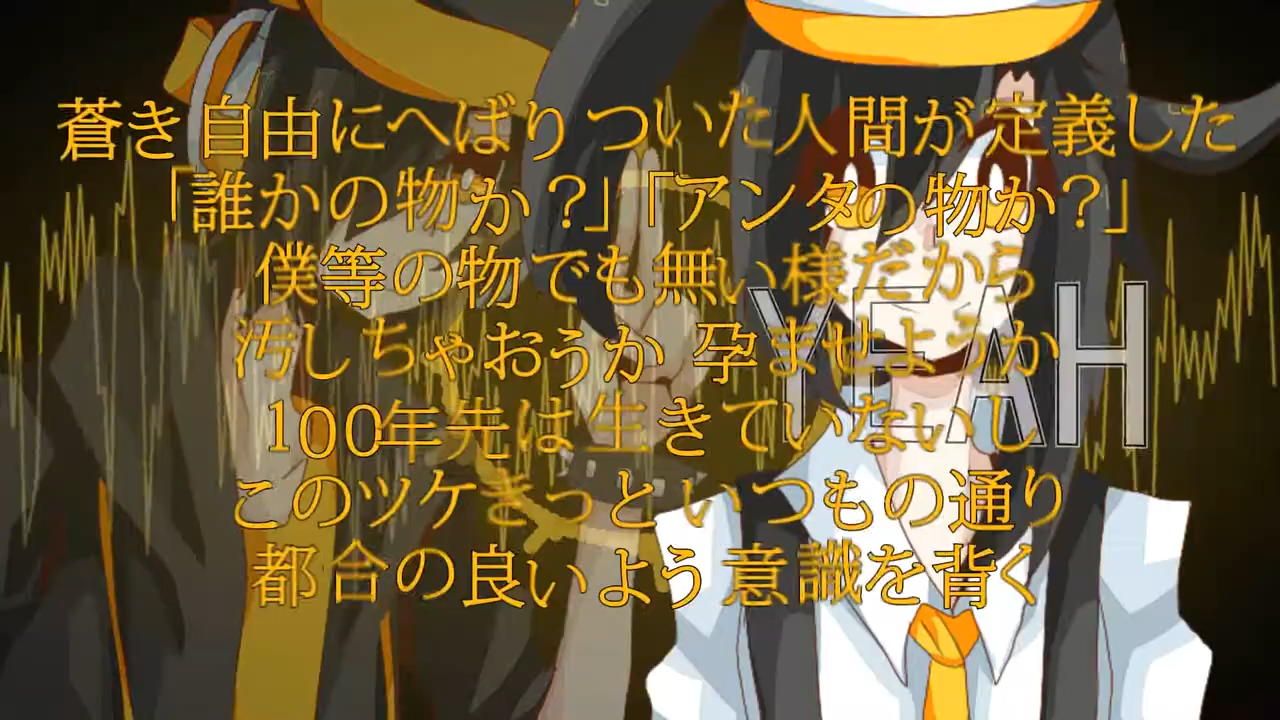 蒼き自由にへばりついた人間が定義した
「誰かの物か？」「アンタの物か？」
僕等の物でも無い様だから
汚しちゃおうか 孕ませようか
YEAH
100年先は生きていないし
このツケきっといつもの通り
都合の良いよう意識を背く